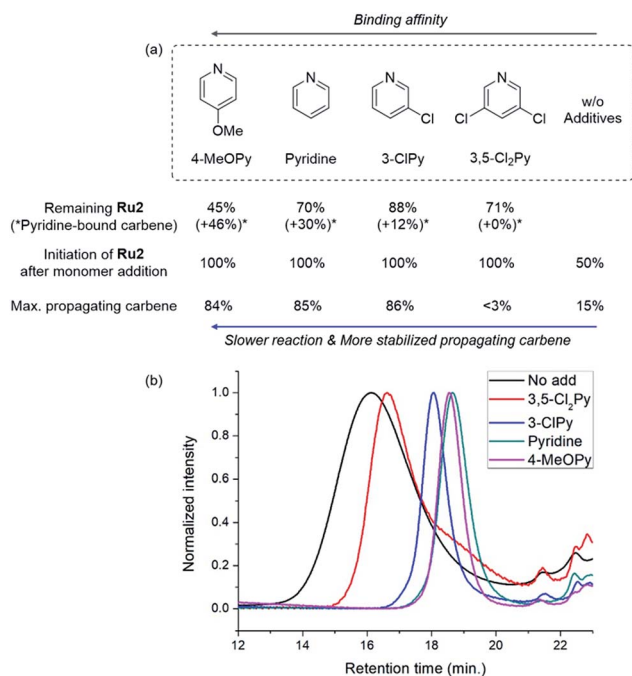 Binding affinity
(a)
N
N
N
N
OMe
Cl
Cl
Cl
w/o
Additives
4-MeOPy
Pyridine
3-ClPy
3,5-Cl₂Py
Remaining Ru2
45%
70%
88%
71%
(*Pyridine-bound carbene)
(+46%)*
(+30%)*
(+12%)*
(+0%)*
Initiation of Ru2
after monomer addition
100%
100%
100%
100%
50%
Max. propagating carbene
84%
85%
86%
<3%
15%
Slower reaction & More stabilized propagating carbene
(b)
No add
3,5-Cl₂Py
3-ClPy
Pyridine
4-MeOPy
Normalized intensity
1.0
0.8
0.6
0.4
0.2
0.0
12
14
16
18
20
22
Retention time (min.)